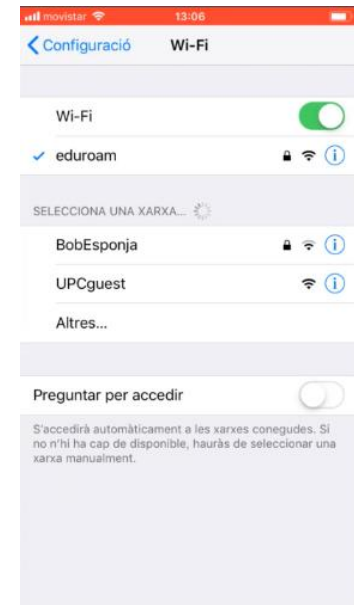 movistar 13:06
Configuració Wi-Fi
Wi-Fi
eduroam
SELECCIONA UNA XARXA...
BobEsponja
UPCguest
Altres...
Preguntar per accedir
S'accedirà automàticament a les xarxes conegudes. Si
no n'hi ha cap de disponible, hauràs de seleccionar una
xarxa manualment.